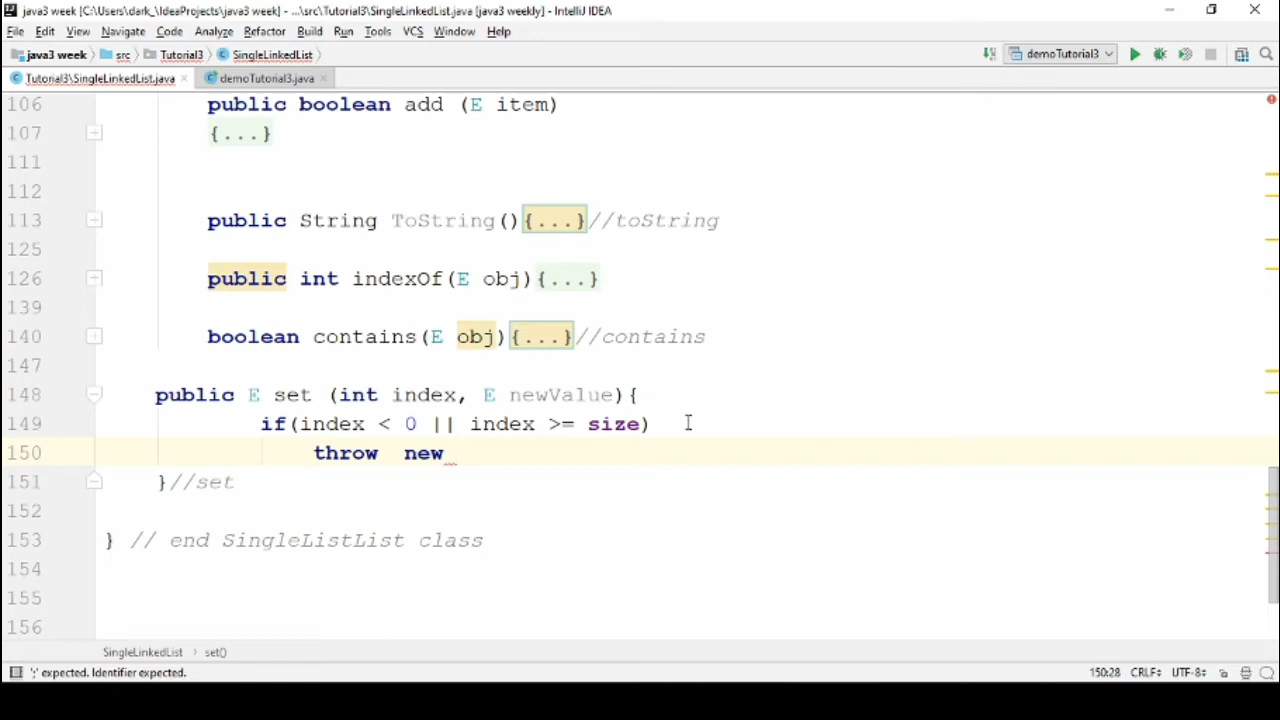 java3 week [C:\Users\dark_\IdeaProjects\java3 week] - ...\src\Tutorial3\SingleLinkedList.java [java3 weekly] - IntelliJ IDEA
File Edit View Navigate Code Analyze Refactor Build Run Tools VCS Window Help
java3 week src Tutorial3 SingleLinkedList demoTutorial3
Tutorial3\SingleLinkedList.java demoTutorial3.java
106 public boolean add (E item)
107 {...}
111
112
113 public String ToString(){...}//toString
125
126 public int indexOf(E obj){...}
139
140 boolean contains(E obj){...}//contains
147
148 public E set (int index, E newValue){
149 if(index < 0 || index >= size)
150 throw new
151 }//set
152
153 } // end SingleListList class
154
155
156
SingleLinkedList set()
';' expected. Identifier expected. 150:28 CRLF UTF-8